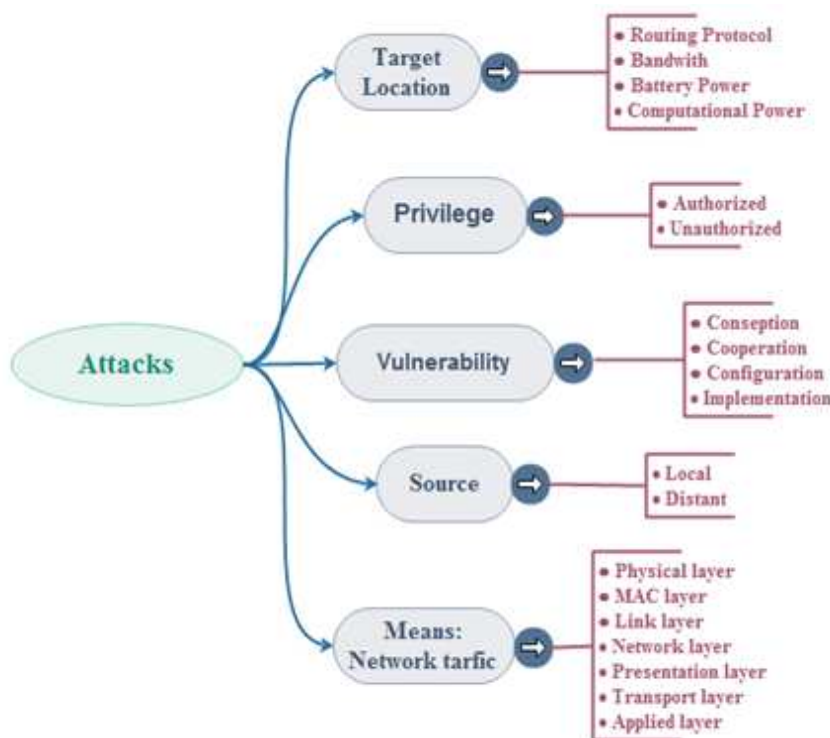 Attacks
Target
Location
• Routing Protocol
• Bandwith
• Battery Power
• Computational Power
Privilege
• Authorized
• Unauthorized
Vulnerability
• Conseption
• Cooperation
• Configuration
• Implementation
Source
• Local
• Distant
Means:
Network tarfic
• Physical layer
• MAC layer
• Link layer
• Network layer
• Presentation layer
• Transport layer
• Applied layer